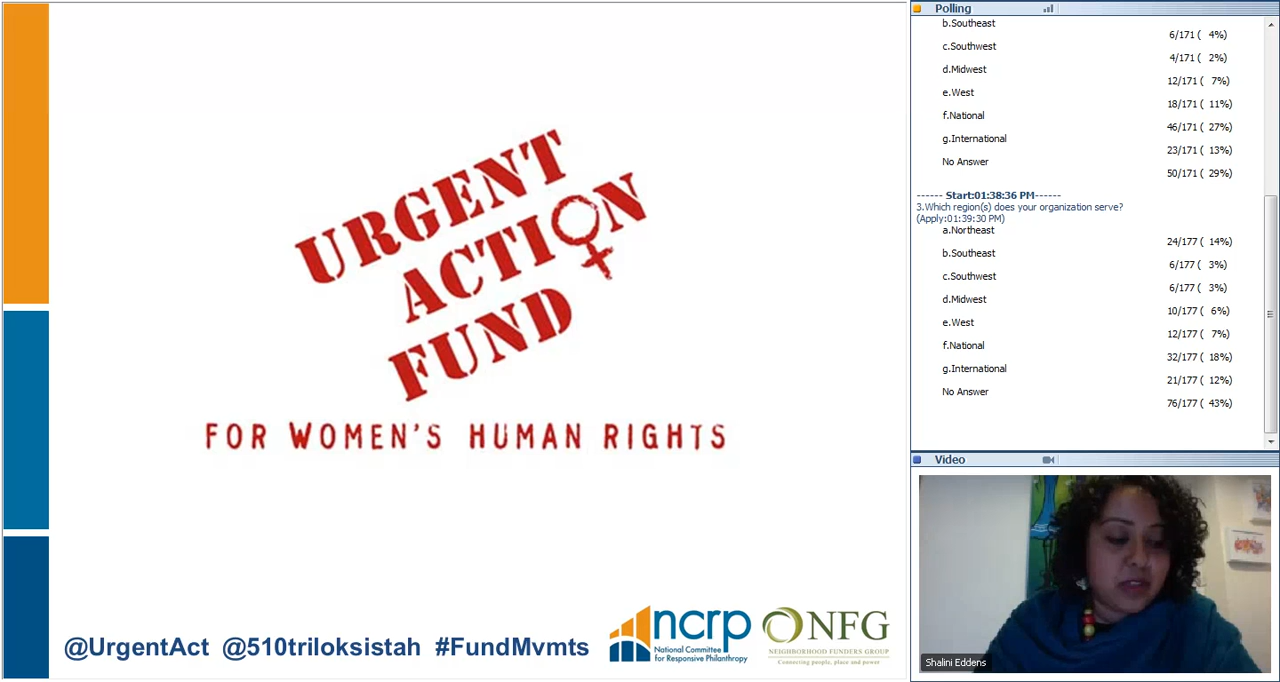 URGENT
ACTION
FUND
FOR WOMEN'S HUMAN RIGHTS
@UrgentAct @510triloksistah #FundMvmts
ncrp
National Committee
for Responsive Philanthropy
NFG
NEIGHBORHOOD FUNDERS GROUP
Connecting people, place and power
Polling
b.Southeast
6/171 ( 4%)
c.Southwest
4/171 ( 2%)
d.Midwest
12/171 ( 7%)
e.West
18/171 ( 11%)
f.National
46/171 ( 27%)
g.International
23/171 ( 13%)
No Answer
50/171 ( 29%)
------ Start:01:38:36 PM------
3.Which region(s) does your organization serve?
(Apply:01:39:30 PM)
a.Northeast
24/177 ( 14%)
b.Southeast
6/177 ( 3%)
c.Southwest
6/177 ( 3%)
d.Midwest
10/177 ( 6%)
e.West
12/177 ( 7%)
f.National
32/177 ( 18%)
g.International
21/177 ( 12%)
No Answer
76/177 ( 43%)
Video
Shalini Eddens